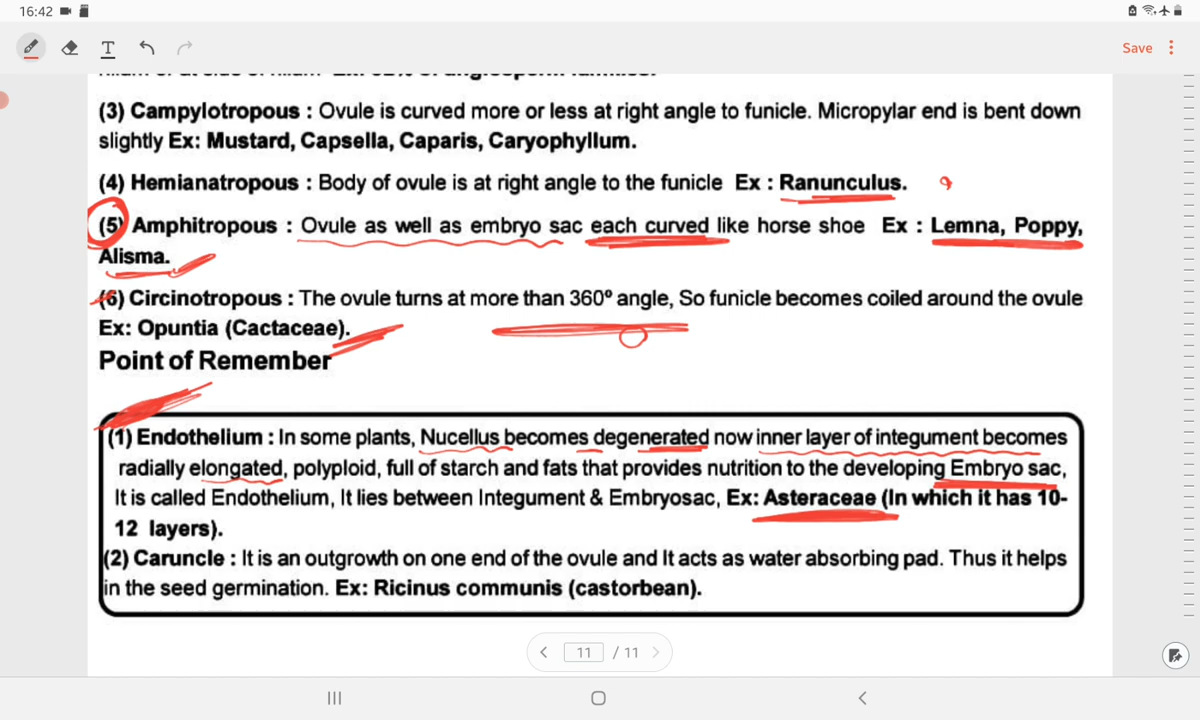 16:42
T
Save
(3) Campylotropous : Ovule is curved more or less at right angle to funicle. Micropylar end is bent down
slightly Ex: Mustard, Capsella, Caparis, Caryophyllum.
(4) Hemianatropous : Body of ovule is at right angle to the funicle Ex : Ranunculus.
(5) Amphitropous : Ovule as well as embryo sac each curved like horse shoe Ex : Lemna, Poppy,
Alisma.
(6) Circinotropous : The ovule turns at more than 360º angle, So funicle becomes coiled around the ovule
Ex: Opuntia (Cactaceae).
Point of Remember
(1) Endothelium : In some plants, Nucellus becomes degenerated now inner layer of integument becomes
radially elongated, polyploid, full of starch and fats that provides nutrition to the developing Embryo sac,
It is called Endothelium, It lies between Integument & Embryosac, Ex: Asteraceae (In which it has 10-
12 layers).
(2) Caruncle : It is an outgrowth on one end of the ovule and It acts as water absorbing pad. Thus it helps
in the seed germination. Ex: Ricinus communis (castorbean).
11 / 11